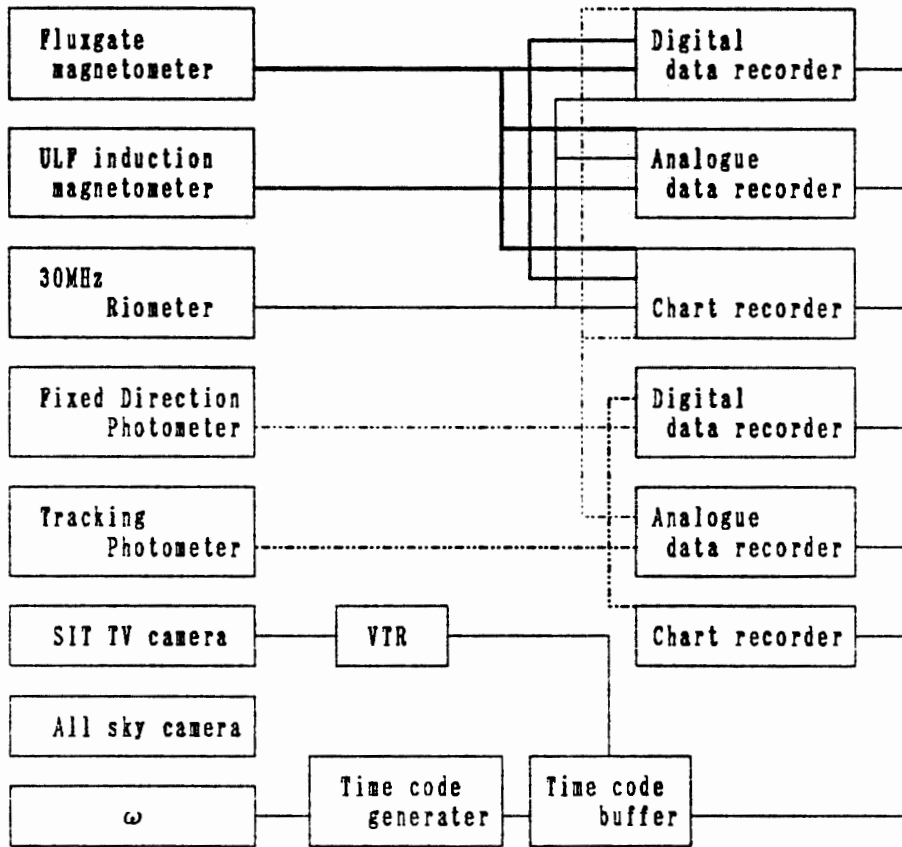 Fluxgate
magnetometer
Digital
data recorder
ULF induction
magnetometer
Analogue
data recorder
30MHz
Riometer
Chart recorder
Fixed Direction
Photometer
Digital
data recorder
Tracking
Photometer
Analogue
data recorder
SIT TV camera
VTR
Chart recorder
All sky camera
ω
Time code
generater
Time code
buffer